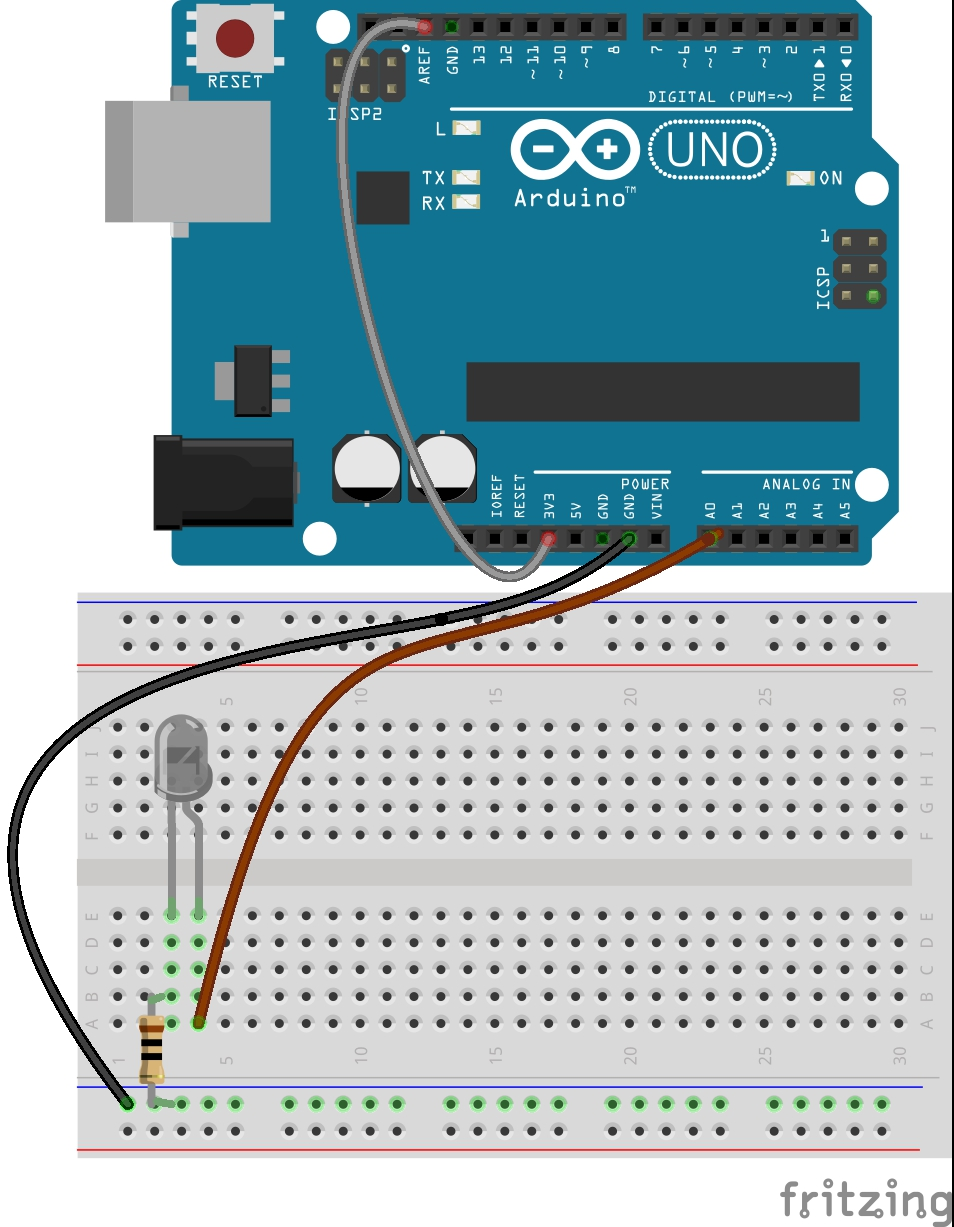 RESET
AREF
GND
13
12
~11
~10
~9
8
7
~6
~5
4
~3
2
TX0▶1
RX0◀0
ICSP2
DIGITAL (PWM=~)
L
TX
RX
UNO
Arduino™
ON
1
ICSP
POWER
ANALOG IN
IOREF
RESET
3V3
5V
GND
GND
VIN
A0
A1
A2
A3
A4
A5
5 10 15 20 25 30
J J
I I
H H
G G
F F
E E
D D
C C
B B
A A
1 5 10 15 20 25 30
fritzing